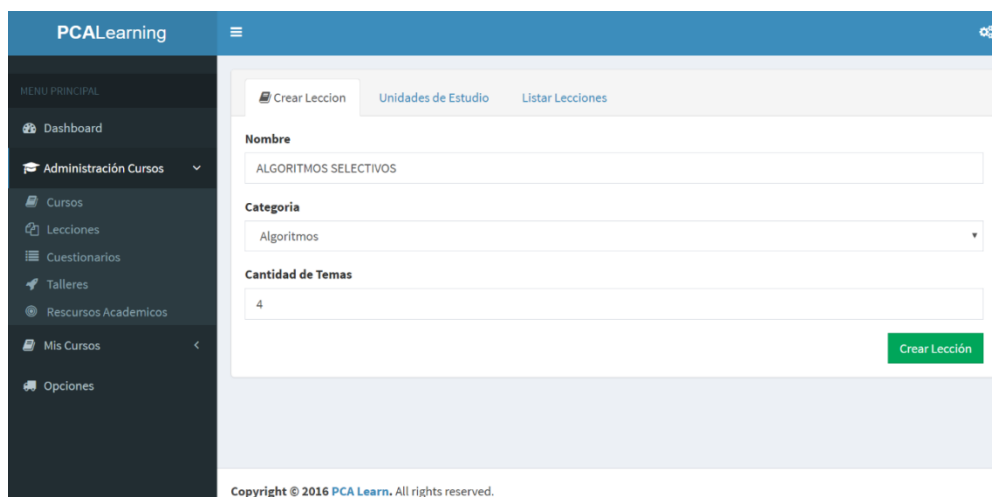 PCALearning
MENU PRINCIPAL
Dashboard
Administración Cursos
Cursos
Lecciones
Cuestionarios
Talleres
Rescursos Academicos
Mis Cursos
Opciones
Crear Leccion Unidades de Estudio Listar Lecciones
Nombre
ALGORITMOS SELECTIVOS
Categoria
Algoritmos
Cantidad de Temas
4
Crear Lección
Copyright © 2016 PCA Learn. All rights reserved.